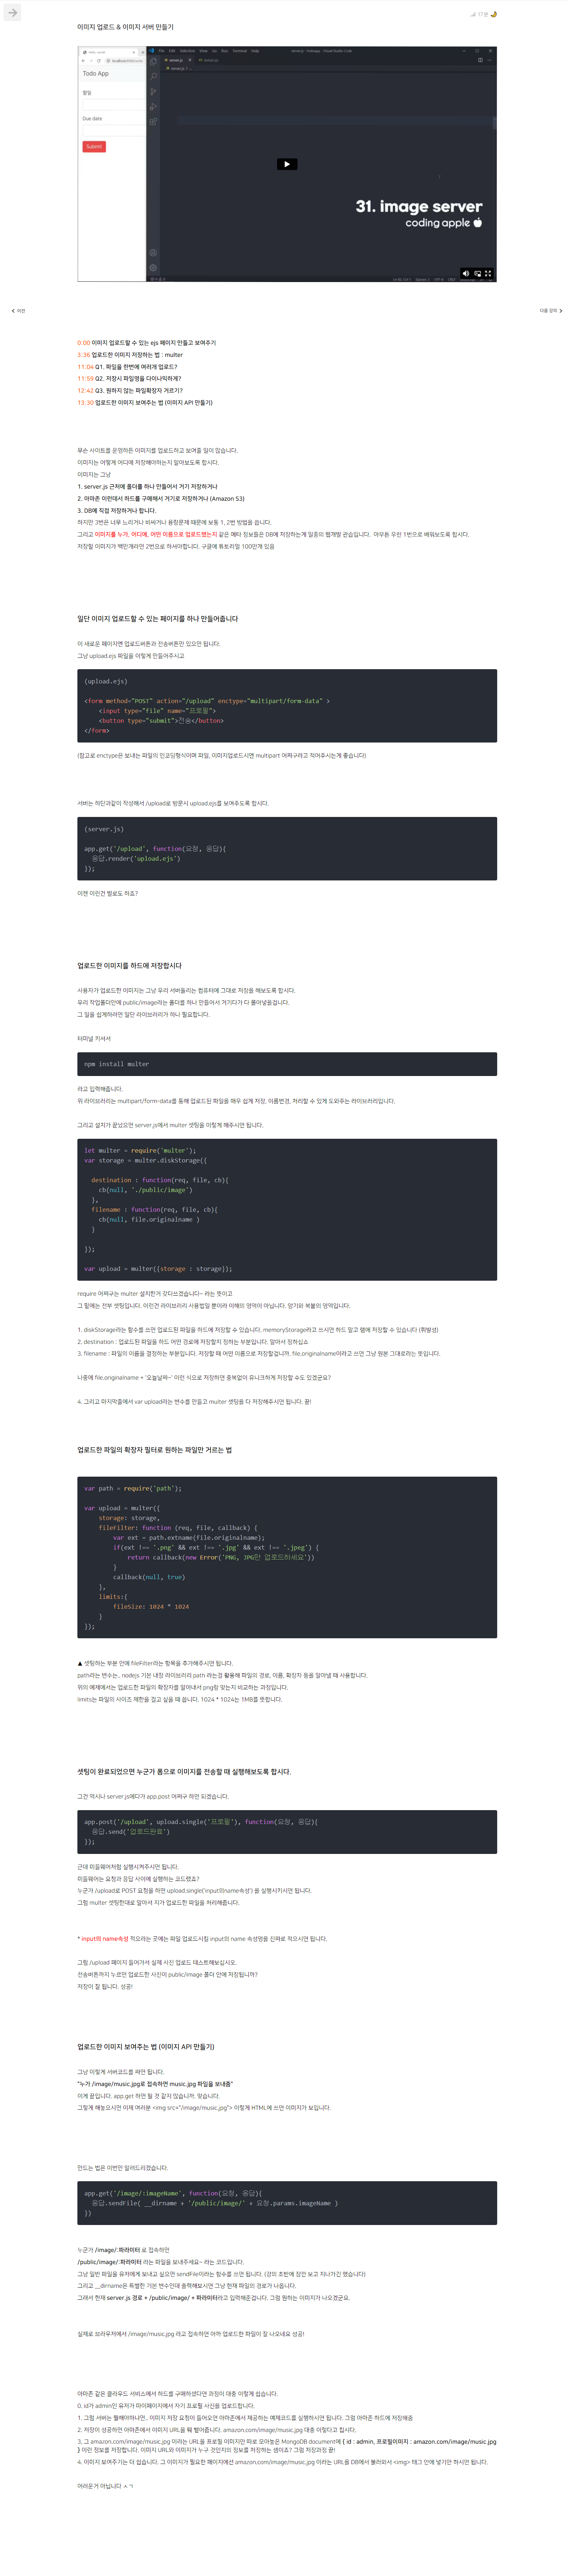 17분
이미지 업로드 & 이미지 서버 만들기
Todo App
할일
Due date
Submit
31. image server
coding apple
이전
다음 강의
0:00 이미지 업로드할 수 있는 ejs 페이지 만들고 보여주기
3:36 업로드한 이미지 저장하는 법 : multer
11:04 Q1. 파일을 한번에 여러개 업로드?
11:59 Q2. 저장시 파일명을 다이나믹하게?
12:42 Q3. 원하지 않는 파일확장자 거르기?
13:30 업로드한 이미지 보여주는 법 (이미지 API 만들기)
무슨 사이트를 운영하든 이미지를 업로드하고 보여줄 일이 많습니다.
이미지는 어떻게 어디에 저장해야하는지 알아보도록 합시다.
이미지는 그냥
1. server.js 근처에 폴더를 하나 만들어서 거기 저장하거나
2. 아마존 이런데서 하드를 구매해서 거기로 저장하거나 (Amazon S3)
3. DB에 직접 저장하거나 합니다.
하지만 3번은 너무 느리거나 비싸거나 용량문제 때문에 보통 1, 2번 방법을 씁니다.
그리고 이미지를 누가, 어디에, 어떤 이름으로 업로드했는지 같은 메타 정보들은 DB에 저장하는게 일종의 웹개발 관습입니다. 아무튼 우린 1번으로 배워보도록 합시다.
저장할 이미지가 백만개라면 2번으로 하셔야합니다. 구글에 튜토리얼 100만개 있음
일단 이미지 업로드할 수 있는 페이지를 하나 만들어줍니다
이 새로운 페이지엔 업로드버튼과 전송버튼만 있으면 됩니다.
그냥 upload.ejs 파일을 이렇게 만들어주시고
(upload.ejs)
<form method="POST" action="/upload" enctype="multipart/form-data" >
<input type="file" name="프로필">
<button type="submit">전송</button>
</form>
(참고로 enctype은 보내는 파일의 인코딩형식이며 파일, 이미지업로드시엔 multipart 어쩌구라고 적어주시는게 좋습니다)
서버는 하단과같이 작성해서 /upload로 방문시 upload.ejs를 보여주도록 합시다.
(server.js)
app.get('/upload', function(요청, 응답){
응답.render('upload.ejs')
});
이젠 이런건 별로도 하죠?
업로드한 이미지를 하드에 저장합시다
사용자가 업로드한 이미지는 그냥 우리 서버돌리는 컴퓨터에 그대로 저장을 해보도록 합시다.
우리 작업폴더안에 public/image라는 폴더를 하나 만들어서 거기다가 다 몰아넣을겁니다.
그 일을 쉽게하려면 일단 라이브러리가 하나 필요합니다.
터미널 키셔서
npm install multer
라고 입력해줍니다.
위 라이브러리는 multipart/form-data를 통해 업로드된 파일을 매우 쉽게 저장, 이름변경, 처리할 수 있게 도와주는 라이브러리입니다.
그리고 설치가 끝났으면 server.js에서 multer 셋팅을 이렇게 해주시면 됩니다.
let multer = require('multer');
var storage = multer.diskStorage({
destination : function(req, file, cb){
cb(null, './public/image')
},
filename : function(req, file, cb){
cb(null, file.originalname )
}
});
var upload = multer({storage : storage});
require 어쩌구는 multer 설치한거 갖다쓰겠습니다~ 라는 뜻이고
그 밑에는 전부 셋팅입니다. 이런건 라이브러리 사용법일 뿐이라 이해의 영역이 아닙니다. 암기와 복붙의 영역입니다.
1. diskStorage라는 함수를 쓰면 업로드된 파일을 하드에 저장할 수 있습니다. memoryStorage라고 쓰시면 하드 말고 램에 저장할 수 있습니다 (휘발성)
2. destination : 업로드된 파일을 하드 어떤 경로에 저장할지 정하는 부분입니다. 알아서 정하십쇼
3. filename : 파일의 이름을 결정하는 부분입니다. 저장할 때 어떤 이름으로 저장할겁니까. file.originalname이라고 쓰면 그냥 원본 그대로라는 뜻입니다.
나중에 file.originalname + '오늘날짜~' 이런 식으로 저장하면 중복없이 유니크하게 저장할 수도 있겠군요?
4. 그리고 마지막줄에서 var upload라는 변수를 만들고 multer 셋팅을 다 저장해주시면 됩니다. 끝!
업로드한 파일의 확장자 필터로 원하는 파일만 거르는 법
var path = require('path');
var upload = multer({
storage: storage,
fileFilter: function (req, file, callback) {
var ext = path.extname(file.originalname);
if(ext !== '.png' && ext !== '.jpg' && ext !== '.jpeg') {
return callback(new Error('PNG, JPG만 업로드하세요'))
}
callback(null, true)
},
limits:{
fileSize: 1024 * 1024
}
});
▲ 셋팅하는 부분 안에 fileFilter라는 항목을 추가해주시면 됩니다.
path라는 변수는.. nodejs 기본 내장 라이브러리 path 라는걸 활용해 파일의 경로, 이름, 확장자 등을 알아낼 때 사용합니다.
위의 예제에서는 업로드한 파일의 확장자를 알아내서 png랑 맞는지 비교하는 과정입니다.
limits는 파일의 사이즈 제한을 걸고 싶을 때 씁니다. 1024 * 1024는 1MB를 뜻합니다.
셋팅이 완료되었으면 누군가 폼으로 이미지를 전송할 때 실행해보도록 합시다.
그건 역시나 server.js에다가 app.post 어쩌구 하면 되겠습니다.
app.post('/upload', upload.single('프로필'), function(요청, 응답){
응답.send('업로드완료')
});
근데 미들웨어처럼 실행시켜주시면 됩니다.
미들웨어는 요청과 응답 사이에 실행하는 코드랬죠?
누군가 /upload로 POST 요청을 하면 upload.single('input의name속성') 을 실행시키시면 됩니다.
그럼 multer 셋팅한대로 알아서 지가 업로드한 파일을 처리해줍니다.
* input의 name속성 적으라는 곳에는 파일 업로드시킬 input의 name 속성명을 진짜로 적으시면 됩니다.
그럼 /upload 페이지 들어가서 실제 사진 업로드 테스트해보십시오.
전송버튼까지 누르면 업로드한 사진이 public/image 폴더 안에 저장됩니까?
저장이 잘 됩니다. 성공!
업로드한 이미지 보여주는 법 (이미지 API 만들기)
그냥 이렇게 서버코드를 짜면 됩니다.
"누가 /image/music.jpg로 접속하면 music.jpg 파일을 보내줌"
이게 끝입니다. app.get 하면 될 것 같지 않습니까. 맞습니다.
그렇게 해놓으시면 이제 여러분 <img src="/image/music.jpg"> 이렇게 HTML에 쓰면 이미지가 보입니다.
만드는 법은 이번만 알려드리겠습니다.
app.get('/image/:imageName', function(요청, 응답){
응답.sendFile( __dirname + '/public/image/' + 요청.params.imageName )
})
누군가 /image/:파라미터 로 접속하면
/public/image/:파라미터 라는 파일을 보내주세요~ 라는 코드입니다.
그냥 일반 파일을 유저에게 보내고 싶으면 sendFile이라는 함수를 쓰면 됩니다. (강의 초반에 잠깐 보고 지나가긴 했습니다)
그리고 __dirname은 특별한 기본 변수인데 출력해보시면 그냥 현재 파일의 경로가 나옵니다.
그래서 현재 server.js 경로 + /public/image/ + 파라미터라고 입력해준겁니다. 그럼 원하는 이미지가 나오겠군요.
실제로 브라우저에서 /image/music.jpg 라고 접속하면 아까 업로드한 파일이 잘 나오네요 성공!
아마존 같은 클라우드 서비스에서 하드를 구매하셨다면 과정이 대충 이렇게 됩니다.
0. id가 admin인 유저가 마이페이지에서 자기 프로필 사진을 업로드합니다.
1. 그럼 서버는 뭘해야하냐면.. 이미지 저장 요청이 들어오면 아마존에서 제공하는 예제코드를 실행하시면 됩니다. 그럼 아마존 하드에 저장해줌
2. 저장이 성공하면 아마존에서 이미지 URL을 뭐 뱉어줍니다. amazon.com/image/music.jpg 대충 이렇다고 칩시다.
3. 그 amazon.com/image/music.jpg 이라는 URL을 프로필 이미지만 따로 모아놓은 MongoDB document에 { id : admin, 프로필이미지 : amazon.com/image/music.jpg
} 이런 정보를 저장합니다. 이미지 URL와 이미지가 누구 것인지의 정보를 저장하는 셈이죠? 그럼 저장과정 끝!
4. 이미지 보여주기는 더 쉽습니다. 그 이미지가 필요한 페이지에선 amazon.com/image/music.jpg 이라는 URL을 DB에서 불러와서 <img> 태그 안에 넣기만 하시면 됩니다.
어려운거 아닙니다 ㅅㄱ